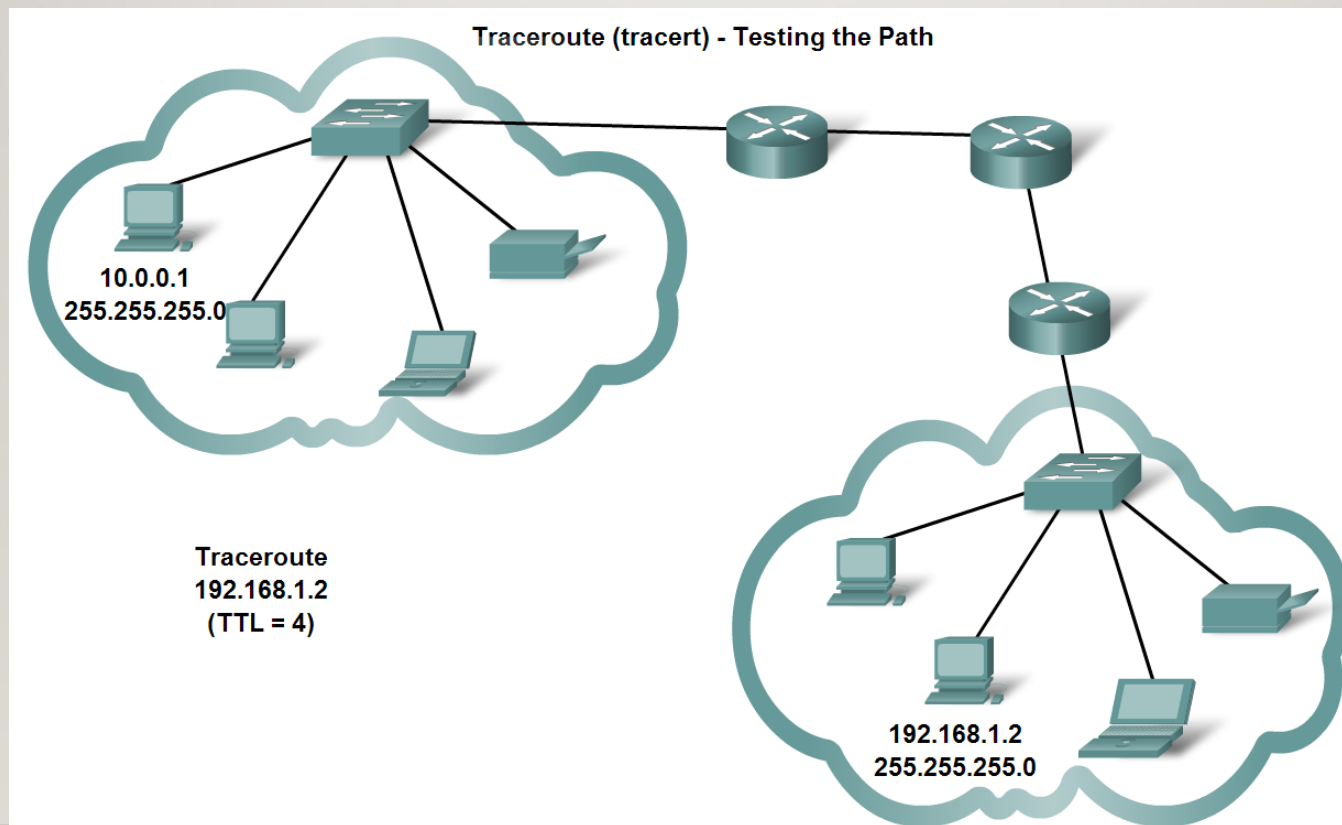 Traceroute (tracert) - Testing the Path
10.0.0.1
255.255.255.0
Traceroute
192.168.1.2
(TTL = 4)
192.168.1.2
255.255.255.0